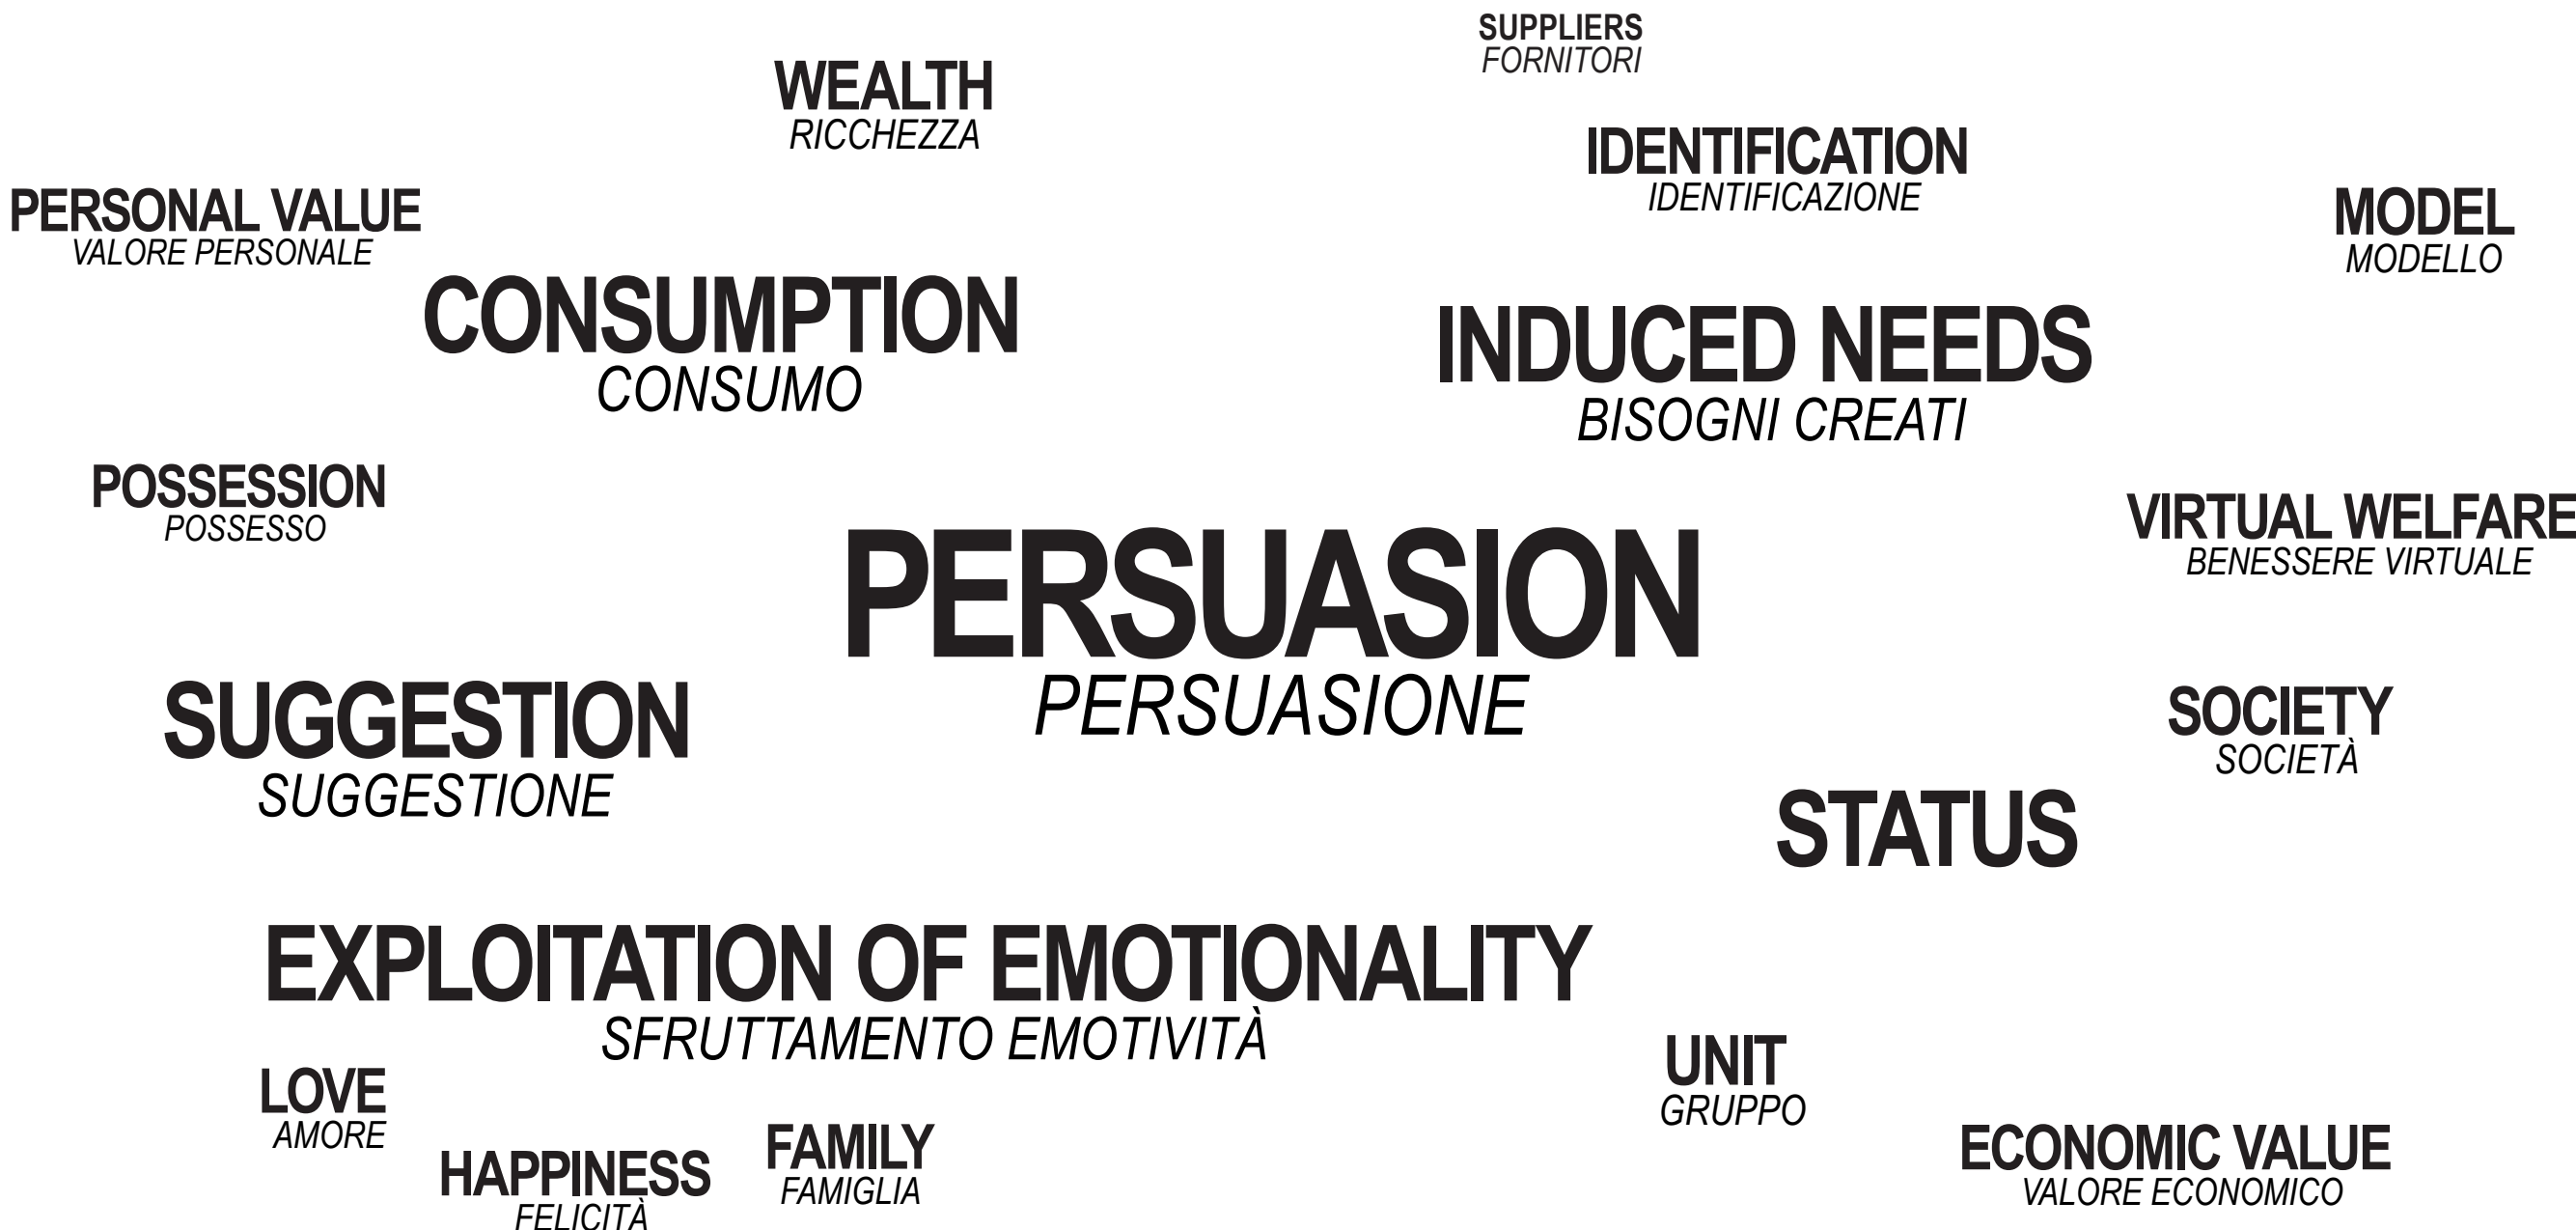 SUPPLIERS
FORNITORI
WEALTH
RICCHEZZA
IDENTIFICATION
IDENTIFICAZIONE
PERSONAL VALUE
VALORE PERSONALE
MODEL
MODELLO
CONSUMPTION
CONSUMO
INDUCED NEEDS
BISOGNI CREATI
POSSESSION
POSSESSO
VIRTUAL WELFARE
BENESSERE VIRTUALE
PERSUASION
PERSUASIONE
SUGGESTION
SUGGESTIONE
SOCIETY
SOCIETÀ
STATUS
EXPLOITATION OF EMOTIONALITY
SFRUTTAMENTO EMOTIVITÀ
UNIT
GRUPPO
LOVE
AMORE
FAMILY
FAMIGLIA
ECONOMIC VALUE
VALORE ECONOMICO
HAPPINESS
FELICITÀ